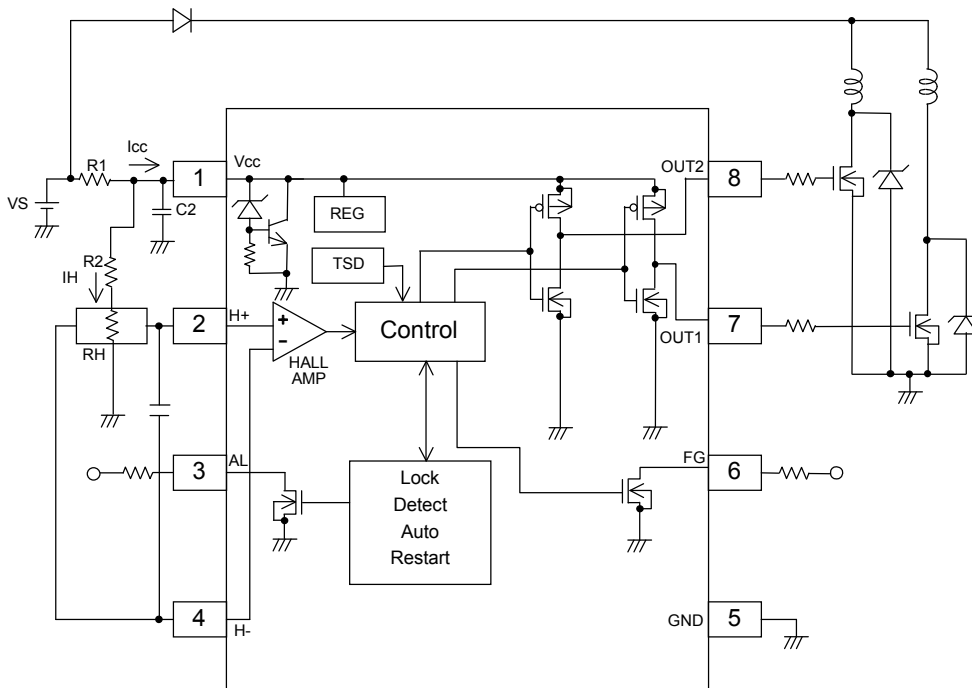 Icc
R1
1
Vcc
OUT2
8
VS
C2
REG
R2
TSD
IH
2
H+
+
−
Control
7
OUT1
RH
HALL
AMP
3
AL
FG
6
Lock
Detect
Auto
Restart
4
H-
GND
5